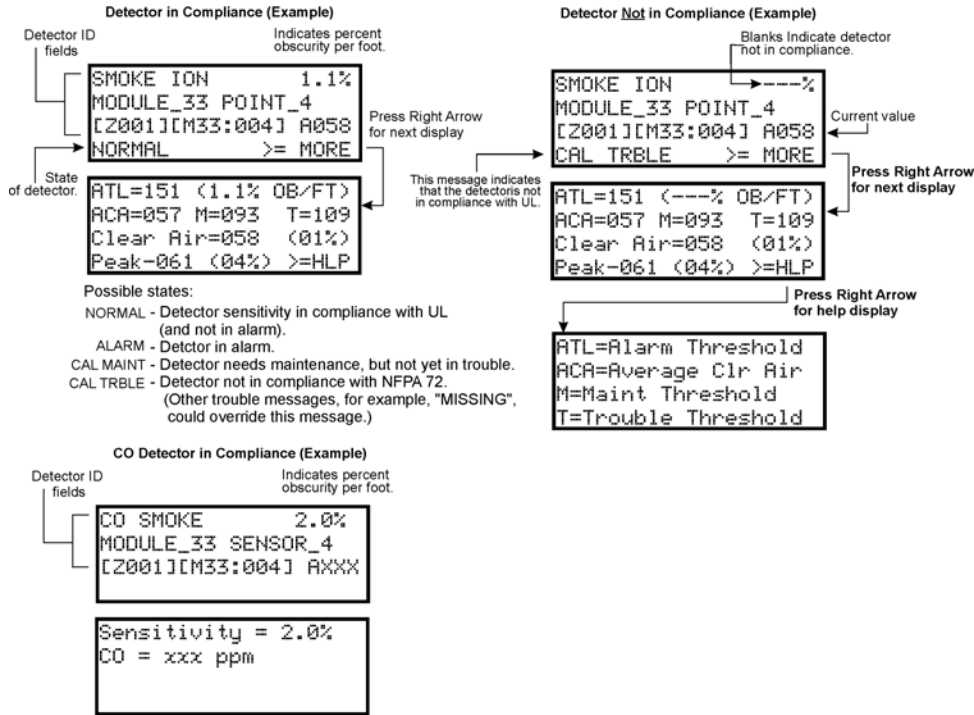 Detector in Compliance (Example)
Detector ID
fields
Indicates percent
obscurity per foot.
SMOKE ION 1.1%
MODULE_33 POINT_4
[Z001][M33:004] A058
NORMAL >= MORE
State
of detector.
Press Right Arrow
for next display
ATL=151 (1.1% OB/FT)
ACA=057 M=093 T=109
Clear Air=058 (01%)
Peak-061 (04%) >=HLP
Possible states:
NORMAL - Detector sensitivity in compliance with UL
(and not in alarm).
ALARM - Detctor in alarm.
CAL MAINT - Detector needs maintenance, but not yet in trouble.
CAL TRBLE - Detector not in compliance with NFPA 72.
(Other trouble messages, for example, "MISSING",
could override this message.)
Detector Not in Compliance (Example)
Blanks Indicate detector
not in compliance.
SMOKE ION ---%
MODULE_33 POINT_4
[Z001][M33:004] A058
CAL TRBLE >= MORE
Current value
This message indicates
that the detectoris not
in compliance with UL.
Press Right Arrow
for next display
ATL=151 (---% OB/FT)
ACA=057 M=093 T=109
Clear Air=058 (01%)
Peak-061 (04%) >=HLP
Press Right Arrow
for help display
ATL=Alarm Threshold
ACA=Average Clr Air
M=Maint Threshold
T=Trouble Threshold
CO Detector in Compliance (Example)
Detector ID
fields
Indicates percent
obscurity per foot.
CO SMOKE 2.0%
MODULE_33 SENSOR_4
[Z001][M33:004] AXXX
Sensitivity = 2.0%
CO = xxx ppm